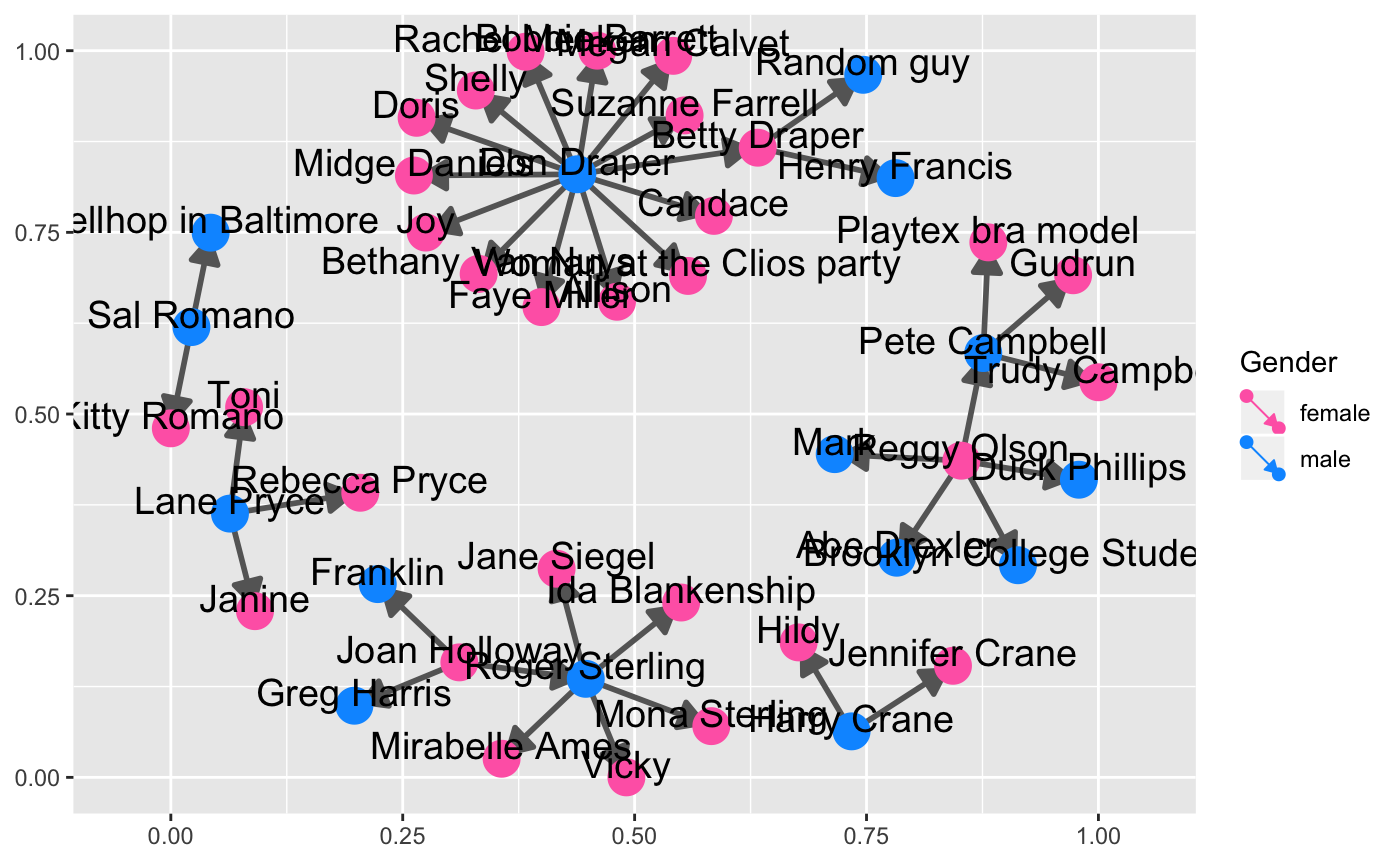 1.00
Rachel Menken
Bobbie Barrett
Megan Calvet
Random guy
Shelly
Doris
Suzanne Farrell
Betty Draper
Midge Daniels
Don Draper
Henry Francis
Candace
0.75
ellhop in Baltimore
Joy
Playtex bra model
Bethany Van Nuys
Woman at the Clios party
Gudrun
Faye Miller
Allison
Sal Romano
Pete Campbell
Trudy Campbe
Gender
female
male
0.50
Kitty Romano
Toni
Mark
Peggy Olson
Duck Phillips
Rebecca Pryce
Lane Pryce
Abe Drexler
Brooklyn College Stude
0.25
Franklin
Jane Siegel
Ida Blankenship
Janine
Hildy
Joan Holloway
Roger Sterling
Jennifer Crane
Greg Harris
Mona Sterling
Harry Crane
Mirabelle Ames
Vicky
0.00
0.00
0.25
0.50
0.75
1.00